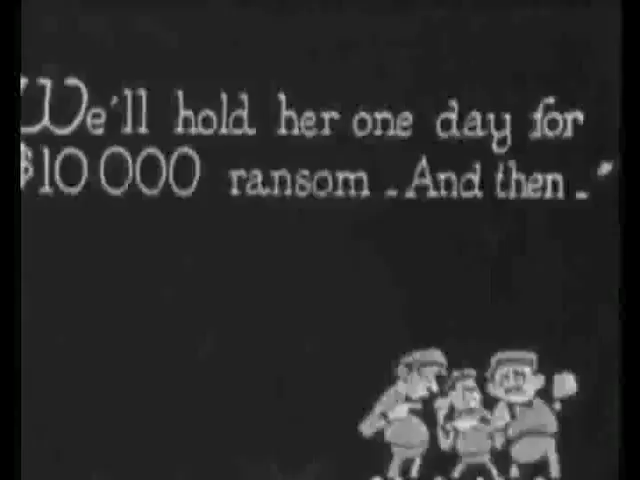 "We'll hold her one day for
$10 000 ransom - And then -"